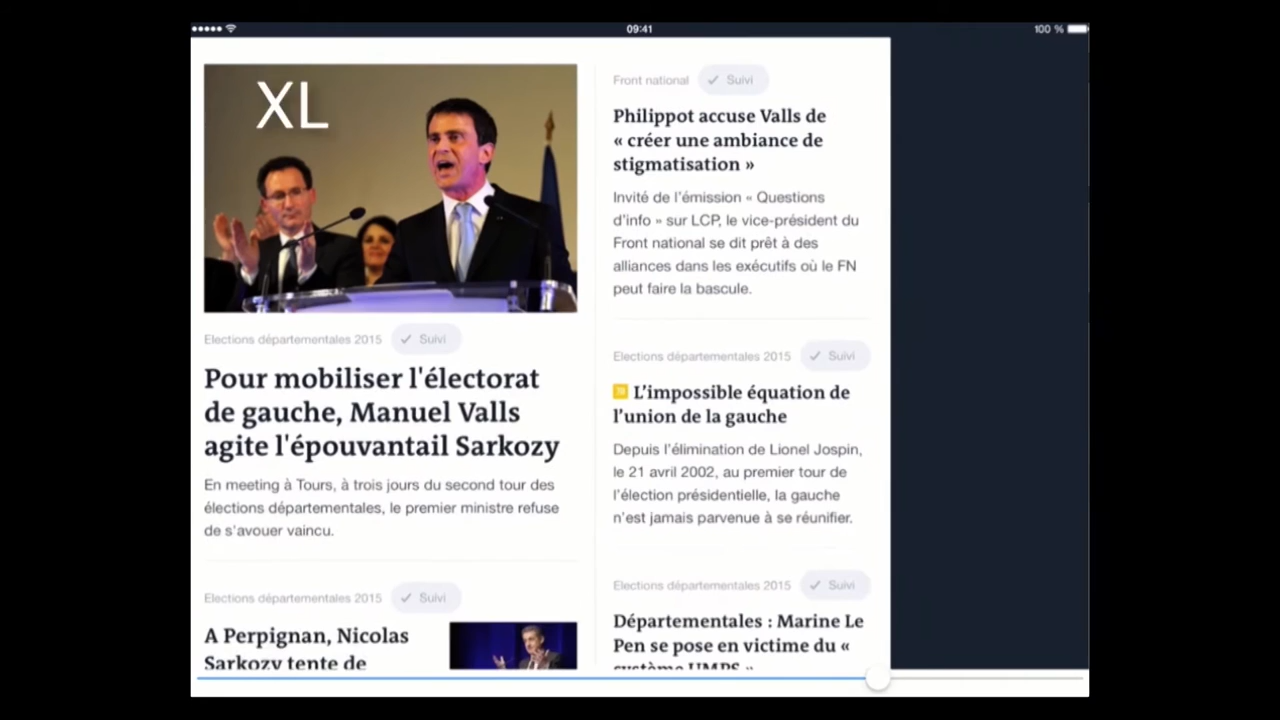 09:41
100 %
XL
Elections départementales 2015
Suivi
Pour mobiliser l'électorat
de gauche, Manuel Valls
agite l'épouvantail Sarkozy
En meeting à Tours, à trois jours du second tour des
élections départementales, le premier ministre refuse
de s'avouer vaincu.
Elections départementales 2015
Suivi
A Perpignan, Nicolas
Sarkozy tente de
Front national
Suivi
Philippot accuse Valls de
« créer une ambiance de
stigmatisation »
Invité de l'émission « Questions
d'info » sur LCP, le vice-président du
Front national se dit prêt à des
alliances dans les exécutifs où le FN
peut faire la bascule.
Elections départementales 2015
Suivi
L'impossible équation de
l'union de la gauche
Depuis l'élimination de Lionel Jospin,
le 21 avril 2002, au premier tour de
l'élection présidentielle, la gauche
n'est jamais parvenue à se réunifier.
Elections départementales 2015
Suivi
Départementales : Marine Le
Pen se pose en victime du «
système UMPS »